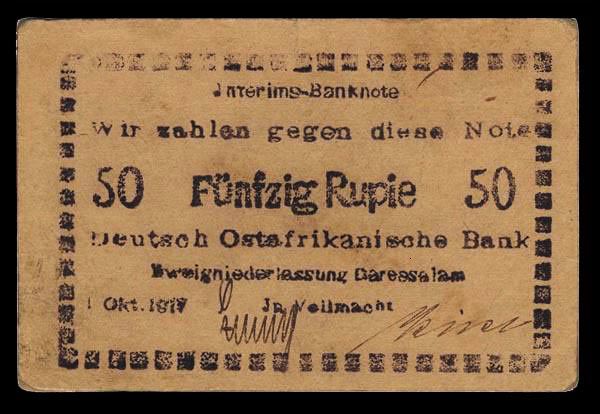 Interims-Banknote
Wir zahlen gegen diese Note
50 Fünfzig Rupie 50
Deutsch Ostafrikanische Bank
Zweigniederlassung Daressalam
1 Okt. 1917 In Vollmacht